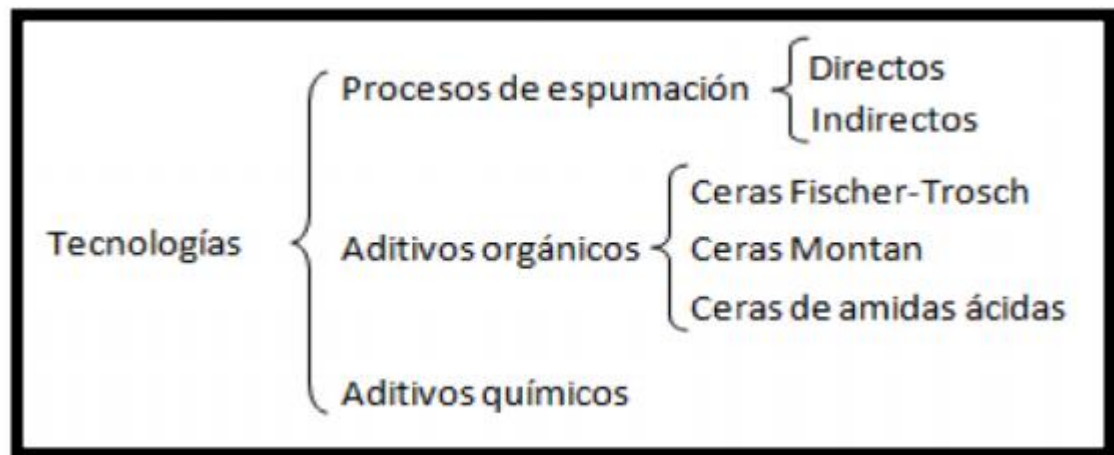 Tecnologías
Procesos de espumación
Directos
Indirectos
Aditivos orgánicos
Ceras Fischer-Trosch
Ceras Montan
Ceras de amidas ácidas
Aditivos químicos